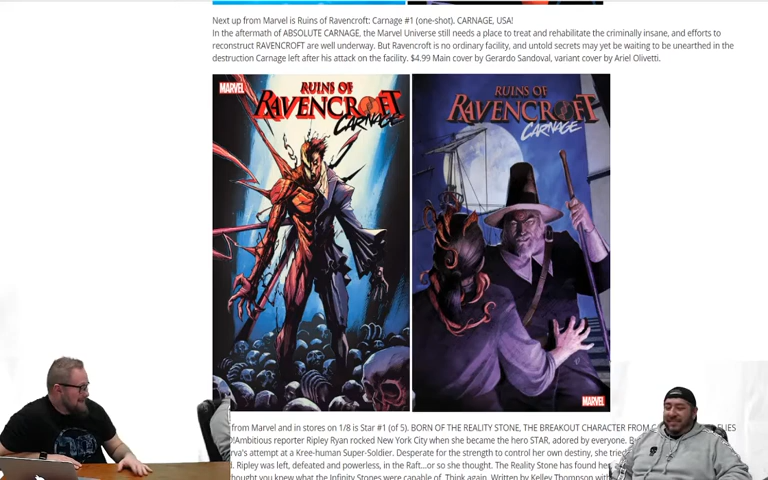 Next up from Marvel is Ruins of Ravencroft: Carnage #1 (one-shot). CARNAGE, USA!
In the aftermath of ABSOLUTE CARNAGE, the Marvel Universe still needs a place to treat and rehabilitate the criminally insane, and efforts to
reconstruct RAVENCROFT are well underway. But Ravencroft is no ordinary facility, and untold secrets may yet be waiting to be unearthed in the
destruction Carnage left after his attack on the facility. $4.99 Main cover by Gerardo Sandoval, variant cover by Ariel Olivetti.
MARVEL
RUINS OF
RAVENCROFT
CARNAGE
RUINS OF
RAVENCROFT
CARNAGE
MARVEL
from Marvel and in stores on 1/8 is Star #1 (of 5). BORN OF THE REALITY STONE, THE BREAKOUT CHARACTER FROM
Ambitious reporter Ripley Ryan rocked New York City when she became the hero STAR, adored by everyone.
attempt at a Kree-human Super-Soldier. Desperate for the strength to control her own destiny, she
Ripley was left, defeated and powerless, in the Raft...or so she thought. The Reality Stone has found
thought you knew what the Infinity Stones were capable of. Think again. Written by Kelley Thompson